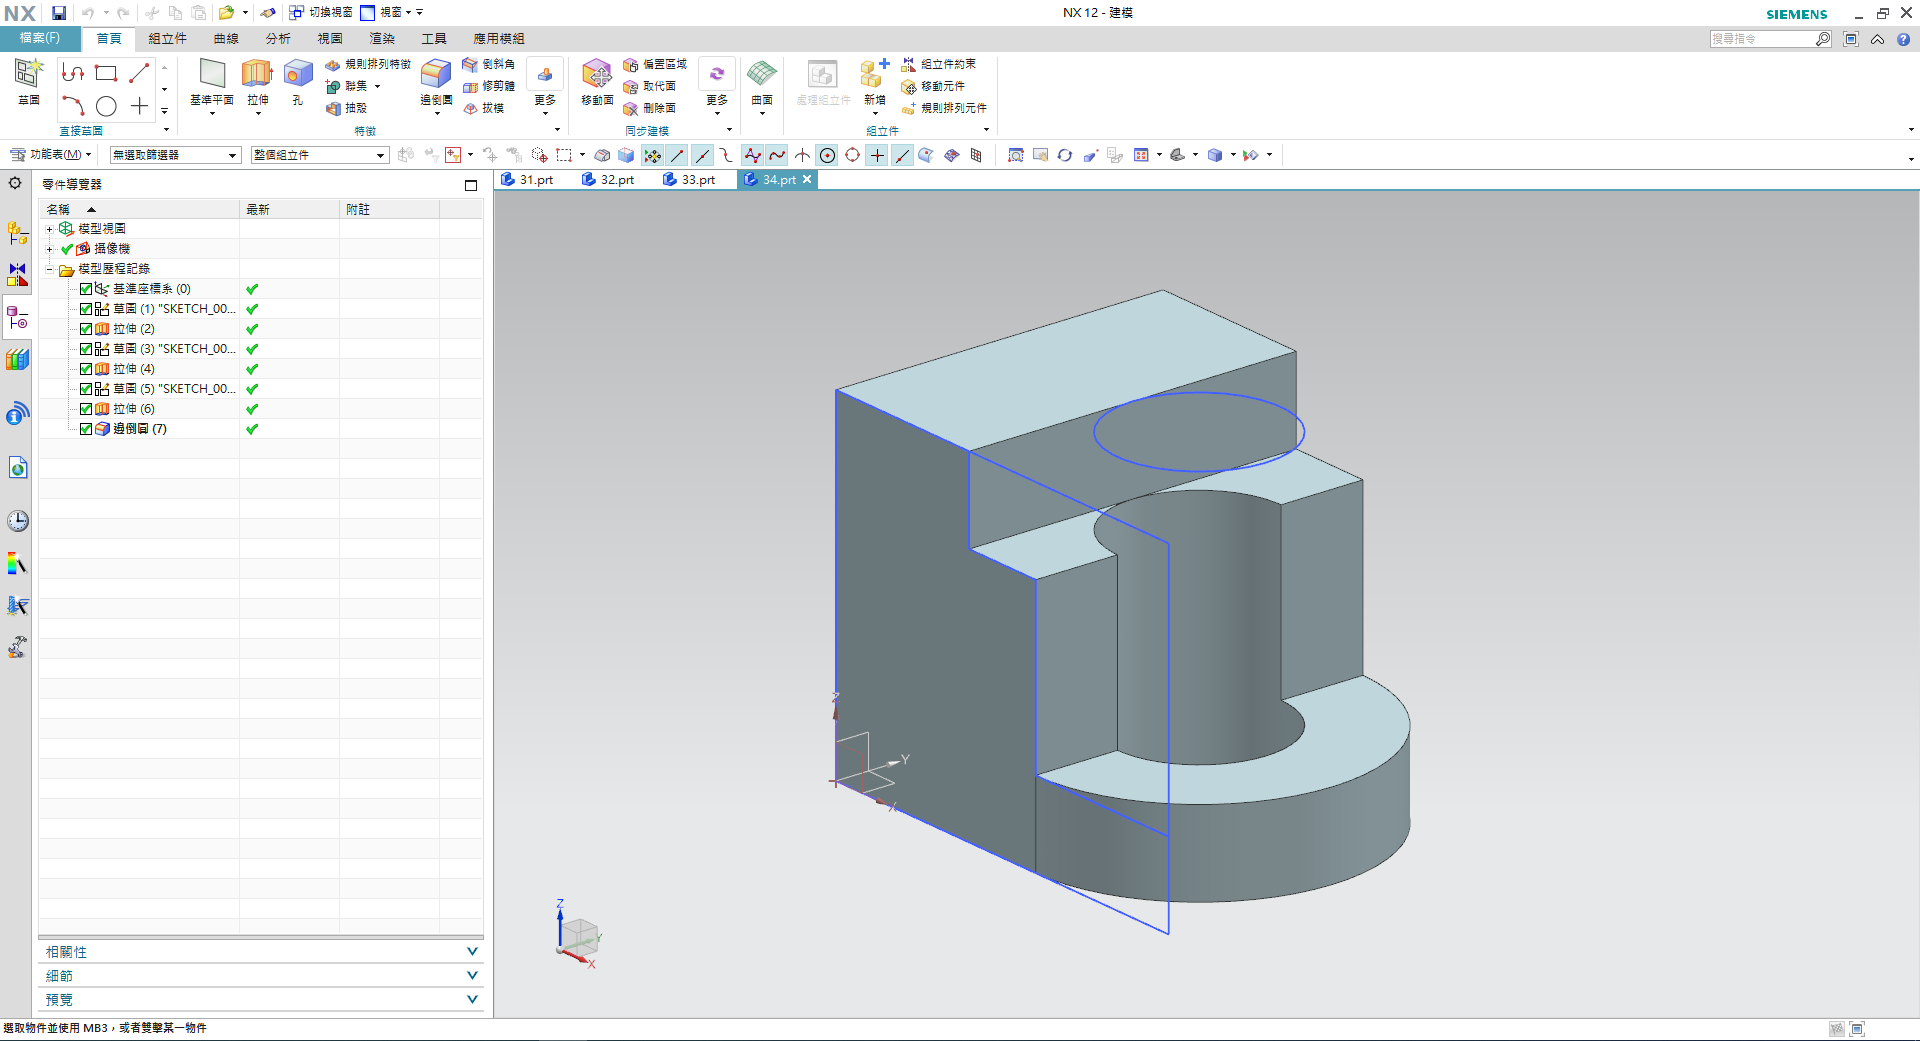 NX 切換視窗 視窗 NX 12 - 建模 SIEMENS
檔案(F) 首頁 組立件 曲線 分析 視圖 渲染 工具 應用模組 搜尋指令
草圖 基準平面 拉伸 孔 規則排列特徵 聯集 抽殼 邊倒圓 倒斜角 修剪體 拔模 更多 移動面 偏置區域 取代面 刪除面 更多 曲面 處理組立件 新增 組立件約束 移動元件 規則排列元件
直接草圖 特徵 同步建模 組立件
功能表(M) 無選取篩選器 整個組立件
零件導覽器 31.prt 32.prt 33.prt 34.prt
名稱 最新 附註
模型視圖
攝像機
模型歷程記錄
基準座標系 (0)
草圖 (1) "SKETCH_00...
拉伸 (2)
草圖 (3) "SKETCH_00...
拉伸 (4)
草圖 (5) "SKETCH_00...
拉伸 (6)
邊倒圓 (7)
Z
Y
X
Z
Y
X
相關性
細節
預覽
選取物件並使用 MB3，或者雙擊某一物件